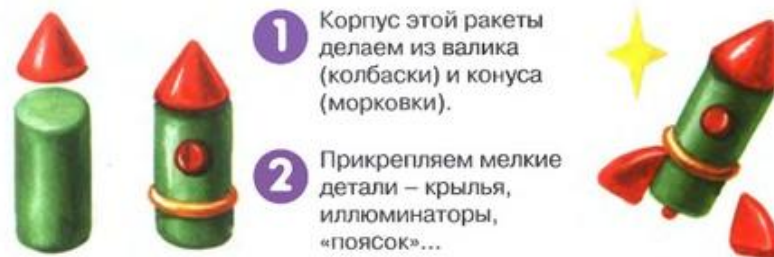 1 Корпус этой ракеты
делаем из валика
(колбаски) и конуса
(морковки).
2 Прикрепляем мелкие
детали – крылья,
иллюминаторы,
«поясок»...